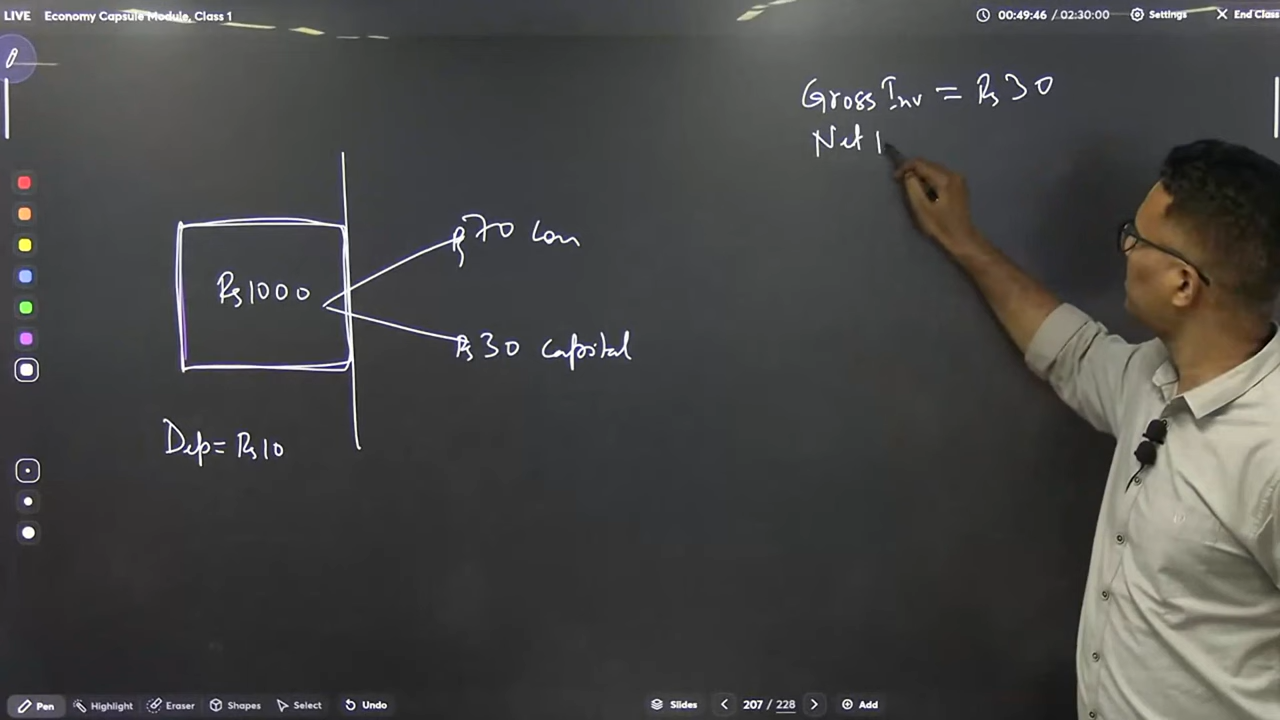 LIVE Economy Capsule Module, Class 1
00:49:46 / 02:30:00 Settings End Class
Gross Inv = Rs 30
Net I
Rs 70 Con
Rs 1000
Rs 30 capital
Dep = Rs 10
Pen Highlight Eraser Shapes Select Undo Slides 207 / 228 Add